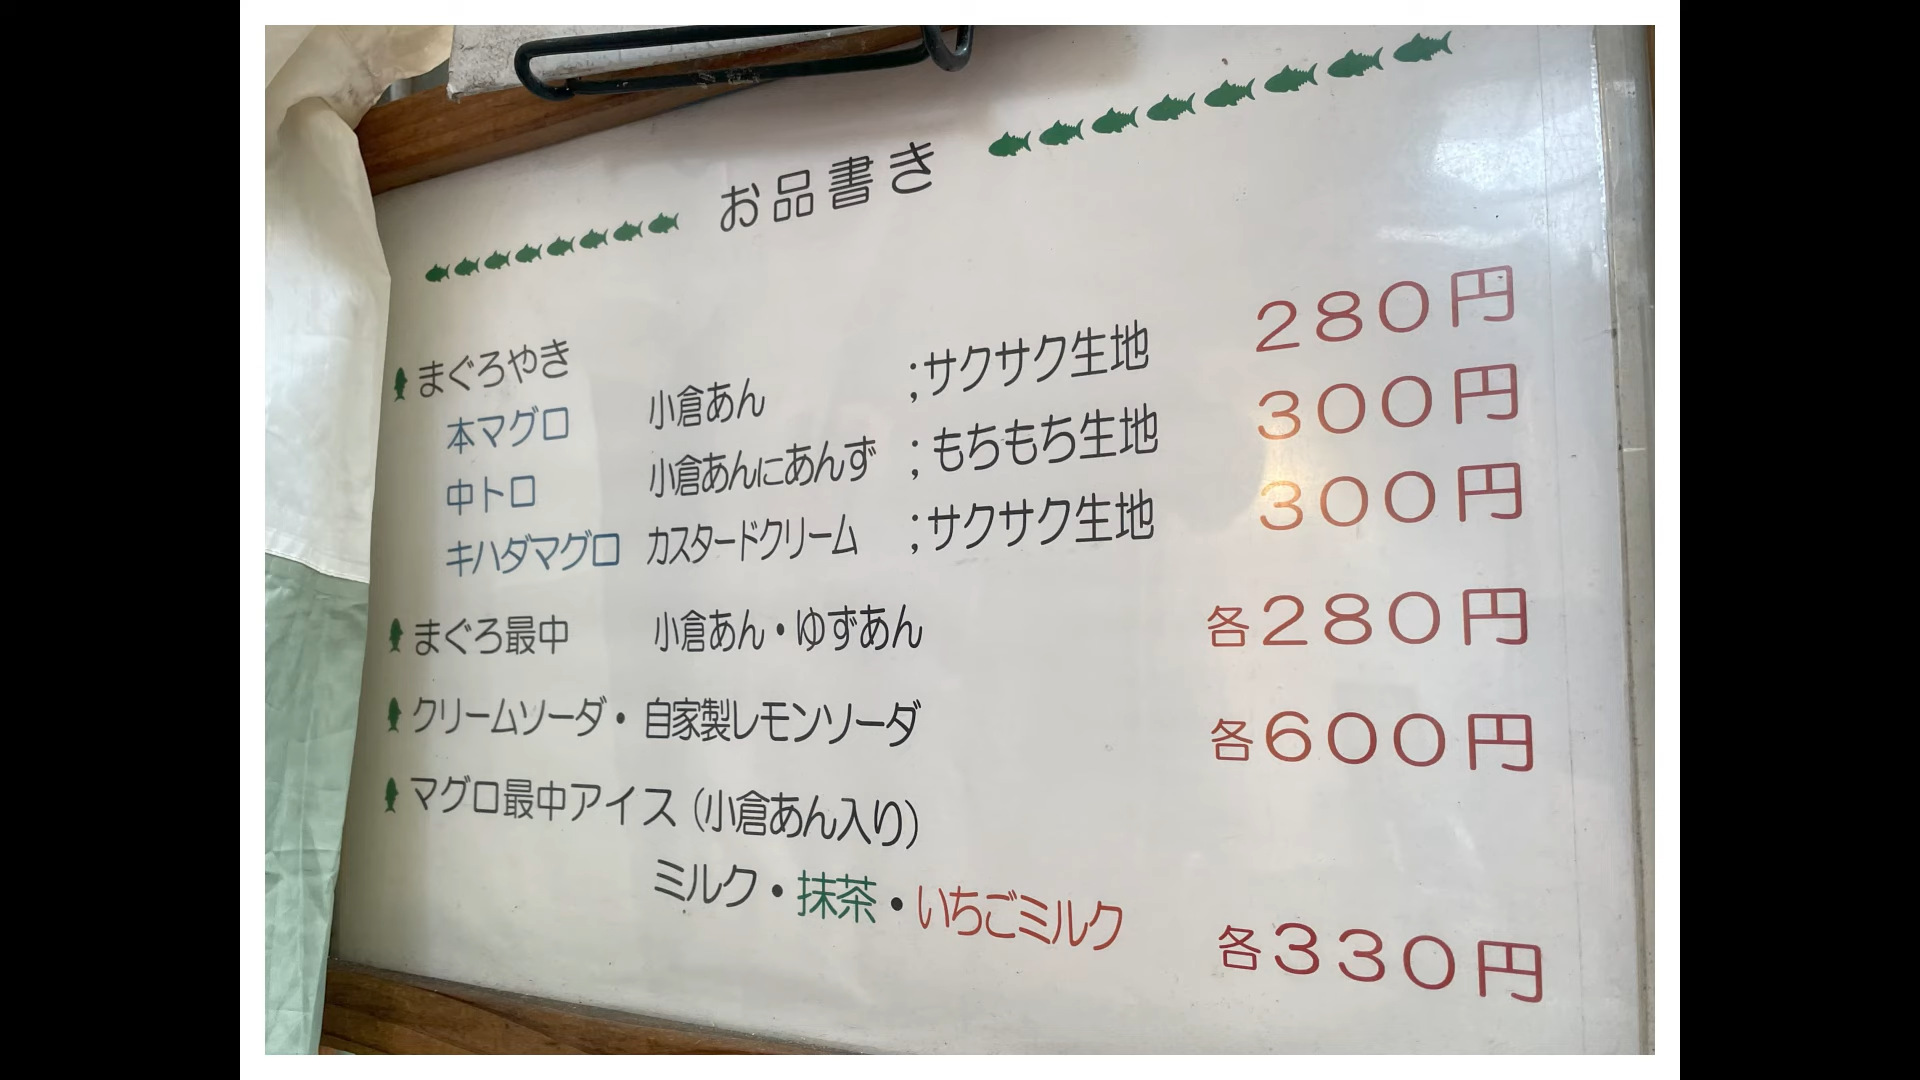 お品書き
まぐろやき
本マグロ 小倉あん ;サクサク生地 280円
中トロ 小倉あんにあんず ;もちもち生地 300円
キハダマグロ カスタードクリーム ;サクサク生地 300円
まぐろ最中 小倉あん・ゆずあん 各280円
クリームソーダ・自家製レモンソーダ 各600円
マグロ最中アイス(小倉あん入り)
ミルク・抹茶・いちごミルク 各330円